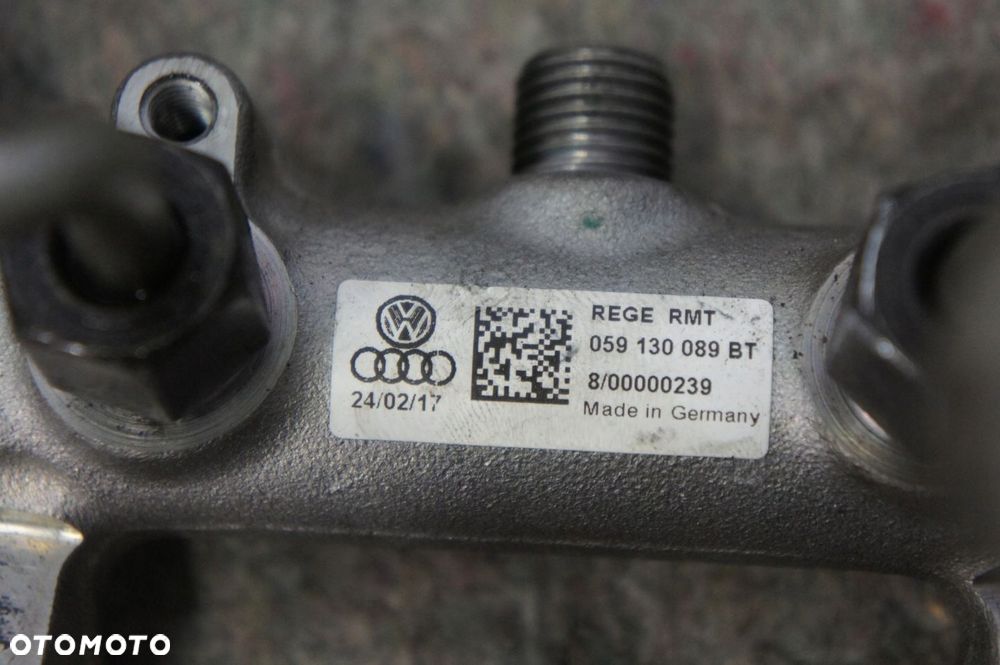 REGE RMT
059 130 089 BT
8/00000239
Made in Germany
24/02/17
OTOMOTO